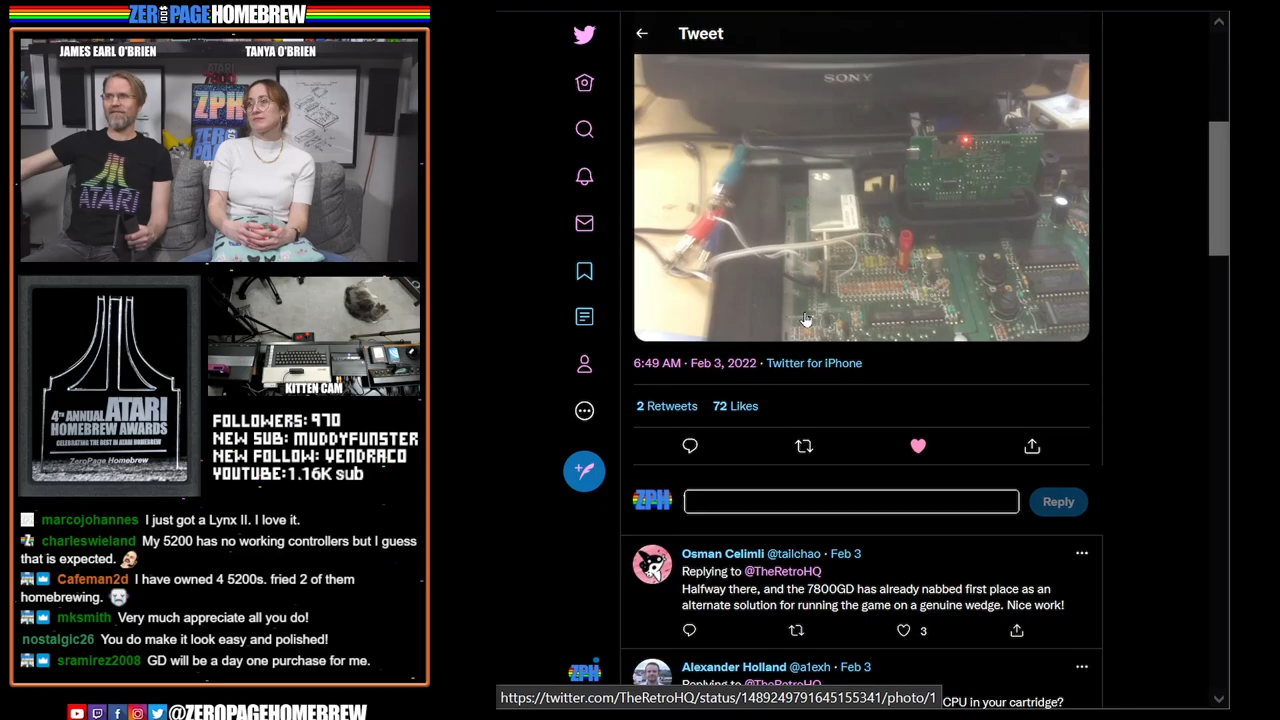 ZEROPAGE HOMEBREW
JAMES EARL O'BRIEN
TANYA O'BRIEN
ATARI
7800
ZPH
ZERO
PAGE
ATARI
4TH ANNUAL ATARI
HOMEBREW AWARDS
CELEBRATING THE BEST IN ATARI HOMEBREW
ZeroPage Homebrew
KITTEN CAM
FOLLOWERS: 970
NEW SUB: MUDDYFUNSTER
NEW FOLLOW: VENDRACO
YOUTUBE:1.16K sub
marcojohannes I just got a Lynx II. I love it.
charleswieland My 5200 has no working controllers but I guess
that is expected.
Cafeman2d I have owned 4 5200s. fried 2 of them
homebrewing.
mksmith Very much appreciate all you do!
nostalgic26 You do make it look easy and polished!
sramirez2008 GD will be a day one purchase for me.
@ZEROPAGEHOMEBREW
Tweet
SONY
6:49 AM · Feb 3, 2022 · Twitter for iPhone
2 Retweets 72 Likes
ZPH
Reply
Osman Celimli @tailchao · Feb 3
Replying to @TheRetroHQ
Halfway there, and the 7800GD has already nabbed first place as an
alternate solution for running the game on a genuine wedge. Nice work!
3
Alexander Holland @a1exh · Feb 3
Replying to @TheRetroHQ
CPU in your cartridge?
https://twitter.com/TheRetroHQ/status/1489249791645155341/photo/1